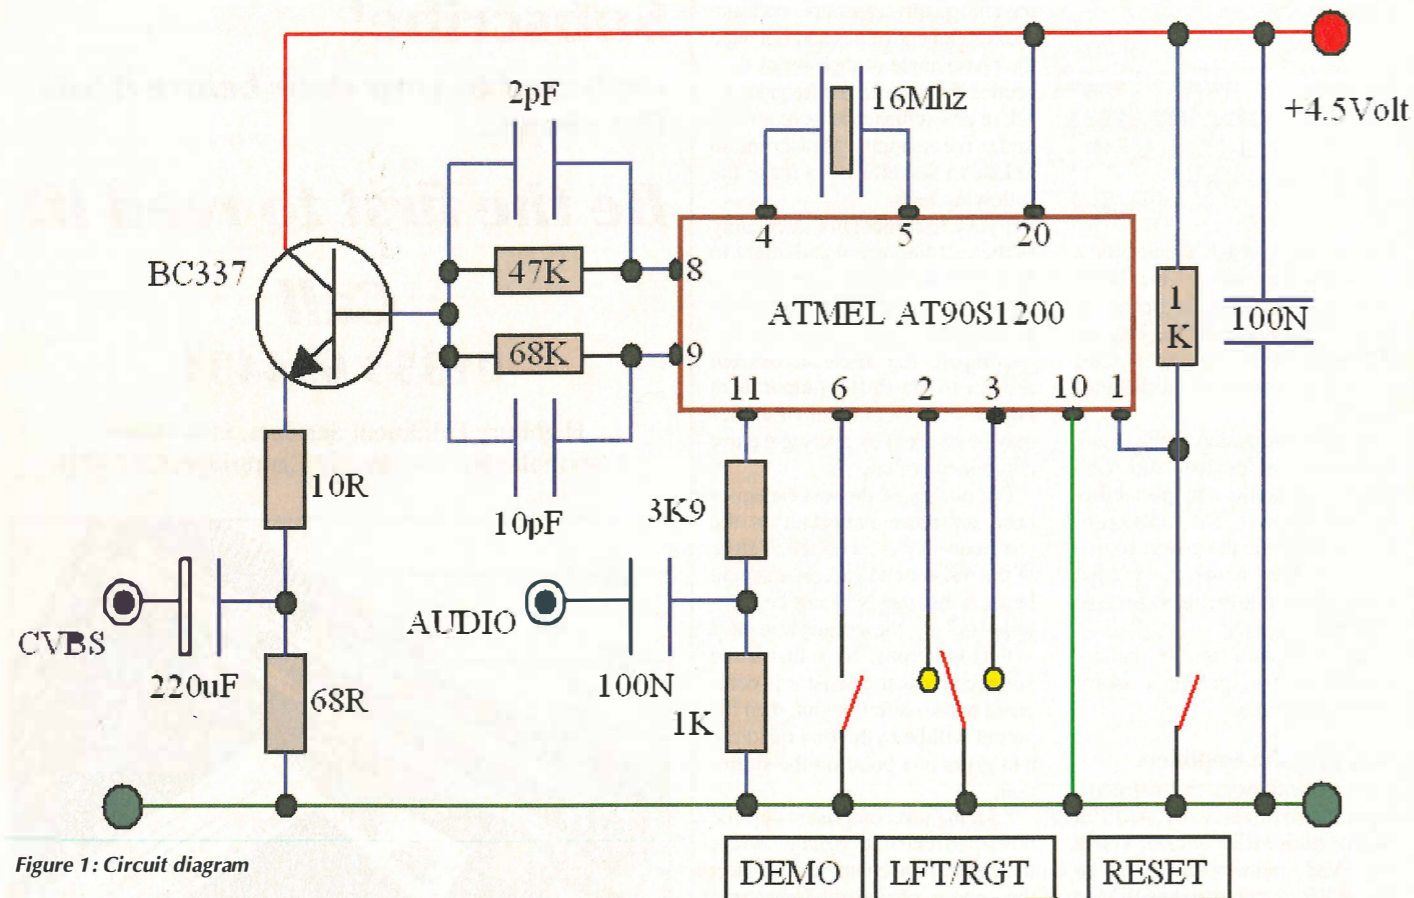 2pF
16Mhz
+4.5Volt
4
5
20
BC337
47K
8
ATMEL AT90S1200
1
K
100N
68K
9
11
6
2
3
10
1
10R
3K9
10pF
CVBS
220uF
68R
AUDIO
100N
1K
Figure 1: Circuit diagram
DEMO
LFT/RGT
RESET